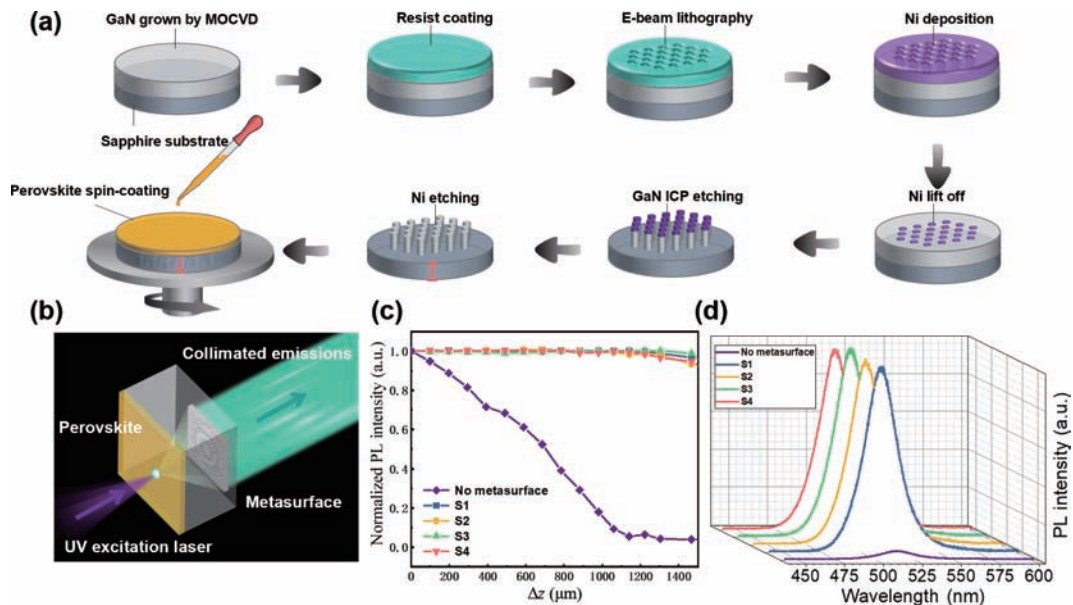 (a)
GaN grown by MOCVD
Resist coating
E-beam lithography
Ni deposition
Sapphire substrate
Perovskite spin-coating
Ni etching
GaN ICP etching
Ni lift off
(b)
Collimated emissions
Perovskite
Metasurface
UV excitation laser
(c)
Normalized PL intensity (a.u.)
1.0
0.8
0.6
0.4
0.2
0.0
No metasurface
S1
S2
S3
S4
0 200 400 600 800 1000 1200 1400
Δz (μm)
(d)
No metasurface
S1
S2
S3
S4
PL intensity (a.u.)
450 475 500 525 550 575 600
Wavelength (nm)